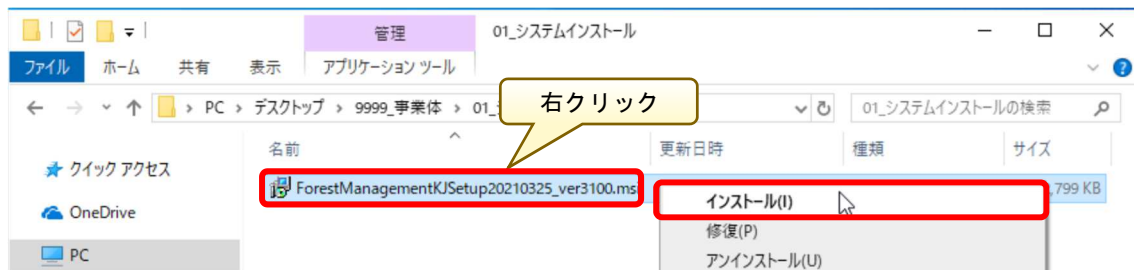 管理 01_システムインストール
ファイル ホーム 共有 表示 アプリケーション ツール
右クリック
PC > デスクトップ > 9999_事業体 > 01_ 01_システムインストールの検索
名前 更新日時 種類 サイズ
クイック アクセス
ForestManagementKJSetup20210325_ver3100.ms ,799 KB
インストール(I)
OneDrive
修復(P)
PC
アンインストール(U)